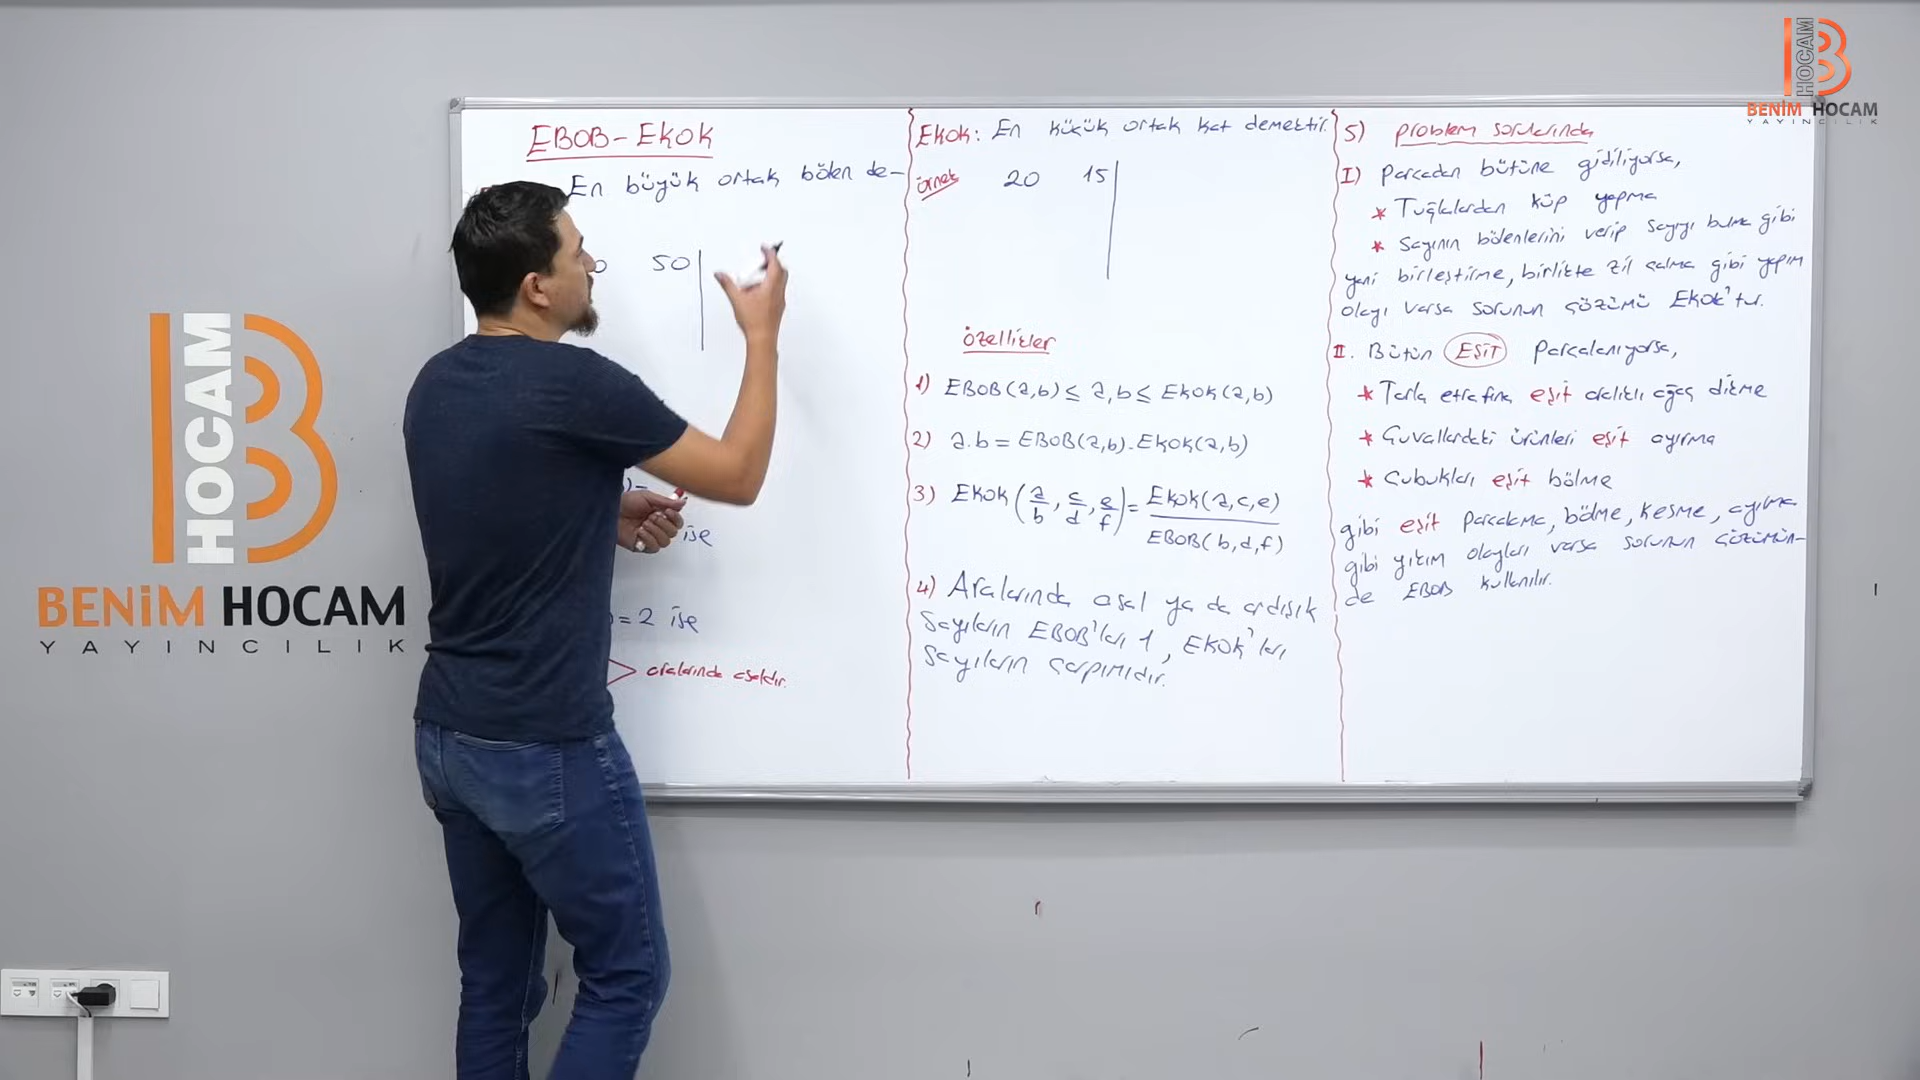 BENİM HOCAM
YAYINCILIK
HOCAM
BENİM HOCAM
YAYINCILIK
EBOB-EKOK
En büyük ortak bölen de-
50
ise
= 2 ise
aralarında asaldır.
Ekok: En küçük ortak kat demektir.
örnek 20 15
özellikler
1) EBOB(a,b) ≤ a,b ≤ EKOK(a,b)
2) a.b = EBOB(a,b).EKOK(a,b)
3) EKOK(a/b, c/d, e/f) = EKOK(a,c,e)/EBOB(b,d,f)
4) Aralarında asal ya da ardışık
sayıların EBOB'ları 1, EKOK'ları
sayıların çarpımıdır.
5) problem sorularında
I) Parçadan bütüne gidiliyorsa,
* Tuğlalardan küp yapma
* Sayının bölenlerini verip sayıyı bulma gibi
yani birleştirme, birlikte zil çalma gibi yapım
olayı varsa sorunun çözümü EKOK'tur.
II. Bütün EŞİT Parçalanıyorsa,
* Tarla etrafına eşit aralıklı ağaç dikme
* Çuvallardaki ürünleri eşit ayırma
* Çubukları eşit bölme
gibi eşit parçalama, bölme, kesme, ayırma
gibi yıkım olayları varsa sorunun çözümün-
de EBOB kullanılır.